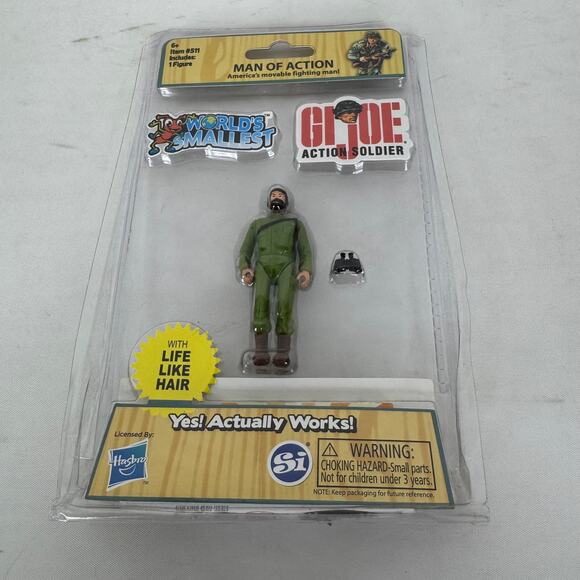 6+
Item #511
Includes:
1 Figure
MAN OF ACTION
America's movable fighting man!
WORLD'S
SMALLEST
GI JOE
ACTION SOLDIER
WITH
LIFE
LIKE
HAIR
Yes! Actually Works!
Licensed By:
Hasbro
TM
Si
WARNING:
CHOKING HAZARD-Small parts.
Not for children under 3 years.
NOTE: Keep packaging for future reference.